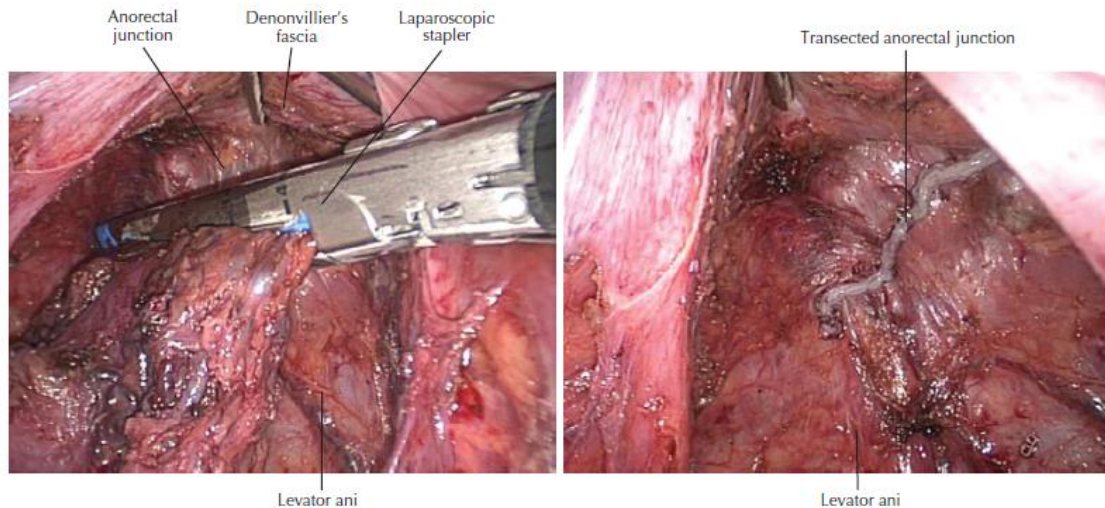 Anorectal
junction
Denonvillier's
fascia
Laparoscopic
stapler
Transected anorectal junction
Levator ani
Levator ani